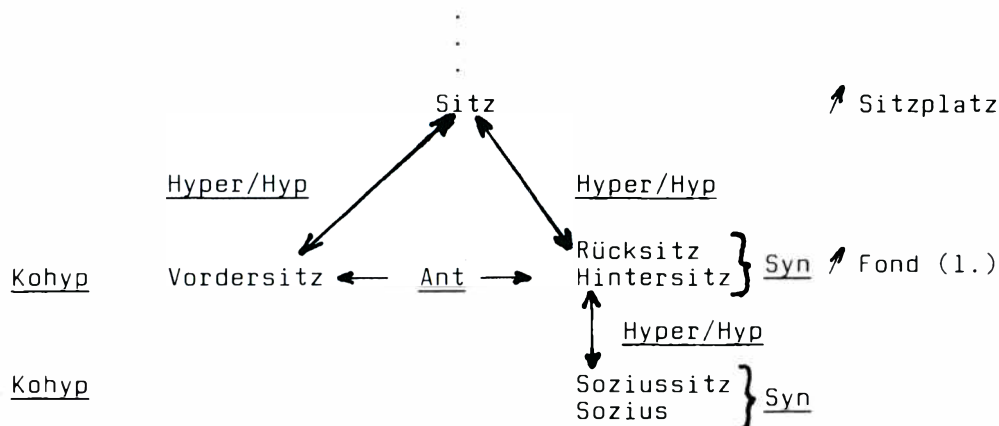 Sitz
Sitzplatz
Hyper/Hyp Hyper/Hyp
Rücksitz
Kohyp Vordersitz Ant Hintersitz Syn Fond (1.)
Hyper/Hyp
Kohyp Soziussitz
Sozius Syn